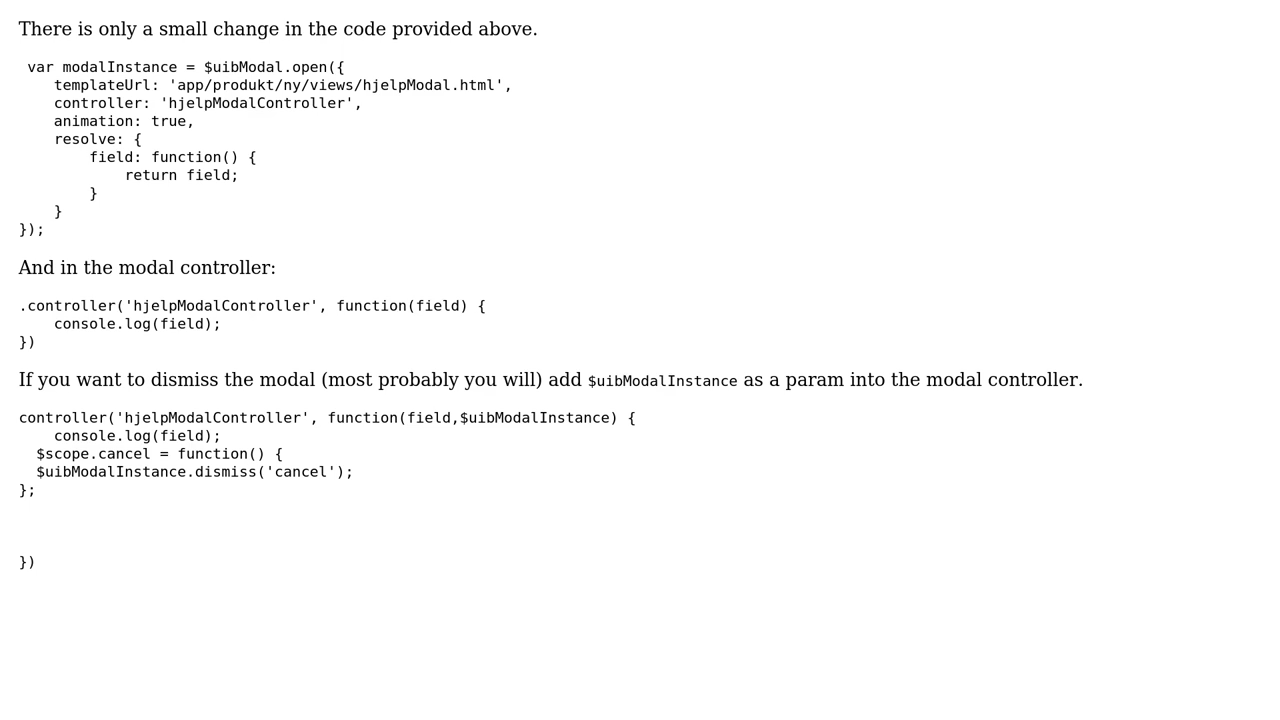 There is only a small change in the code provided above.
 var modalInstance = $uibModal.open({
    templateUrl: 'app/produkt/ny/views/hjelpModal.html',
    controller: 'hjelpModalController',
    animation: true,
    resolve: {
        field: function() {
            return field;
        }
    }
});
And in the modal controller:
.controller('hjelpModalController', function(field) {
    console.log(field);
})
If you want to dismiss the modal (most probably you will) add $uibModalInstance as a param into the modal controller.
controller('hjelpModalController', function(field,$uibModalInstance) {
    console.log(field);
  $scope.cancel = function() {
  $uibModalInstance.dismiss('cancel');
};
})